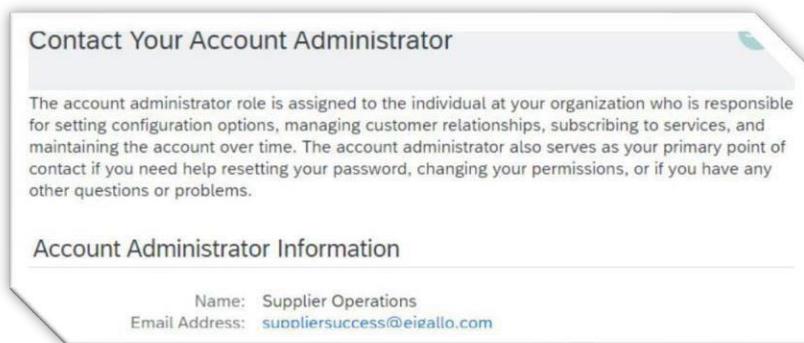 Contact Your Account Administrator
The account administrator role is assigned to the individual at your organization who is responsible
for setting configuration options, managing customer relationships, subscribing to services, and
maintaining the account over time. The account administrator also serves as your primary point of
contact if you need help resetting your password, changing your permissions, or if you have any
other questions or problems.
Account Administrator Information
Name: Supplier Operations
Email Address: suppliersuccess@ejgallo.com